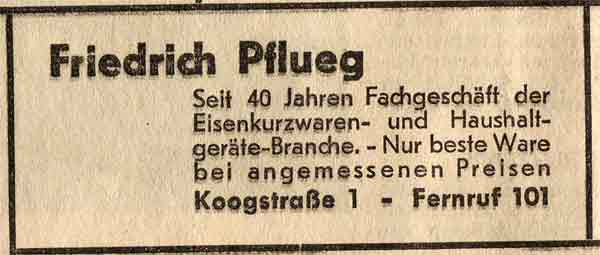 Friedrich Pflueg
Seit 40 Jahren Fachgeschäft der
Eisenkurzwaren- und Haushalt-
geräte-Branche. - Nur beste Ware
bei angemessenen Preisen
Koogstraße 1 - Fernruf 101